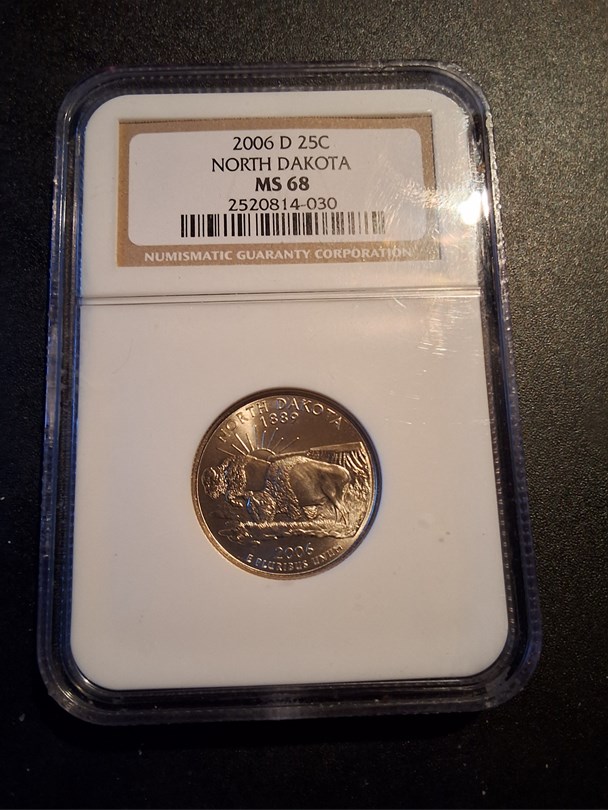 2006 D 25C
NORTH DAKOTA
MS 68
2520814-030
NUMISMATIC GUARANTY CORPORATION
NORTH DAKOTA
1889
2006
E PLURIBUS UNUM